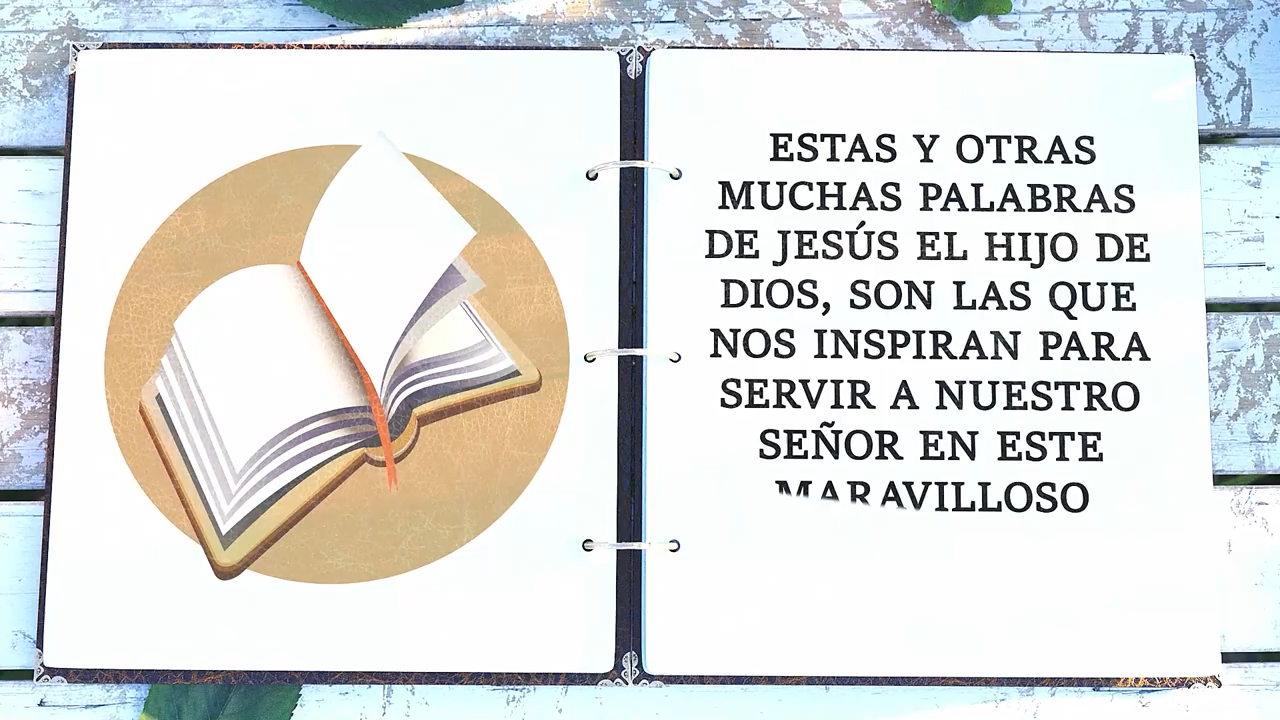 ESTAS Y OTRAS
MUCHAS PALABRAS
DE JESÚS EL HIJO DE
DIOS, SON LAS QUE
NOS INSPIRAN PARA
SERVIR A NUESTRO
SEÑOR EN ESTE
MARAVILLOSO